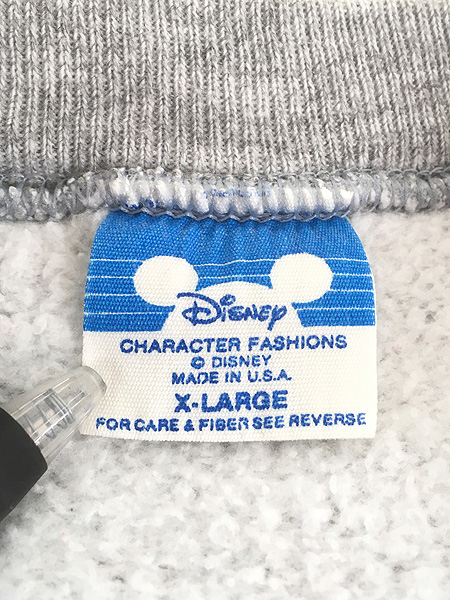 Disney
CHARACTER FASHIONS
© DISNEY
MADE IN U.S.A.
X-LARGE
FOR CARE & FIBER SEE REVERSE